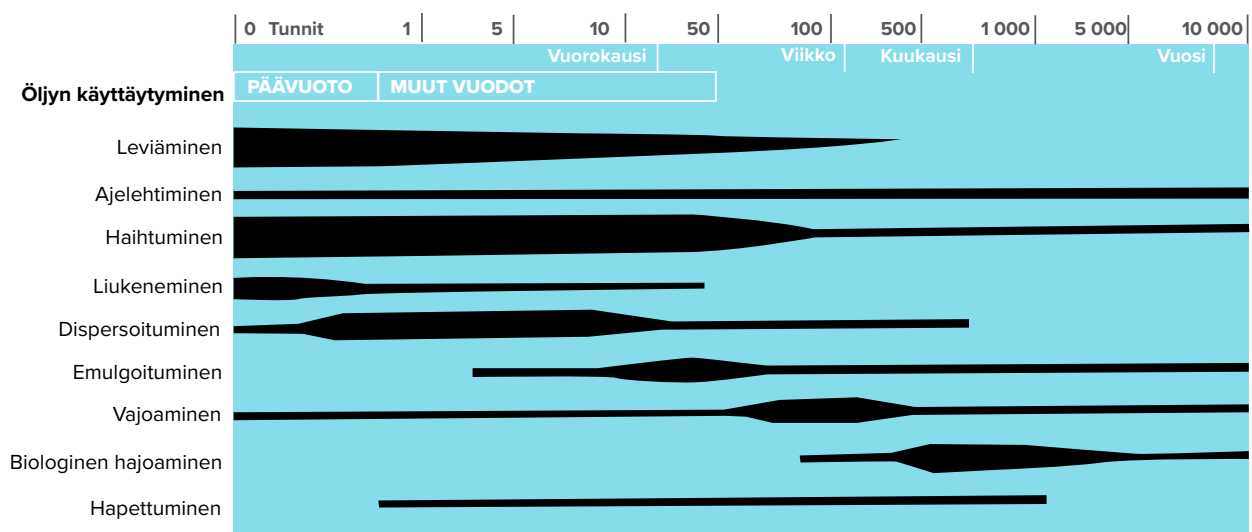 0 Tunnit 1 5 10 50 100 500 1 000 5 000 10 000
Vuorokausi Viikko Kuukausi Vuosi
PÄÄVUOTO MUUT VUODOT
Öljyn käyttäytyminen
Leviäminen
Ajelehtiminen
Haihtuminen
Liukeneminen
Dispersoituminen
Emulgoituminen
Vajoaminen
Biologinen hajoaminen
Hapettuminen